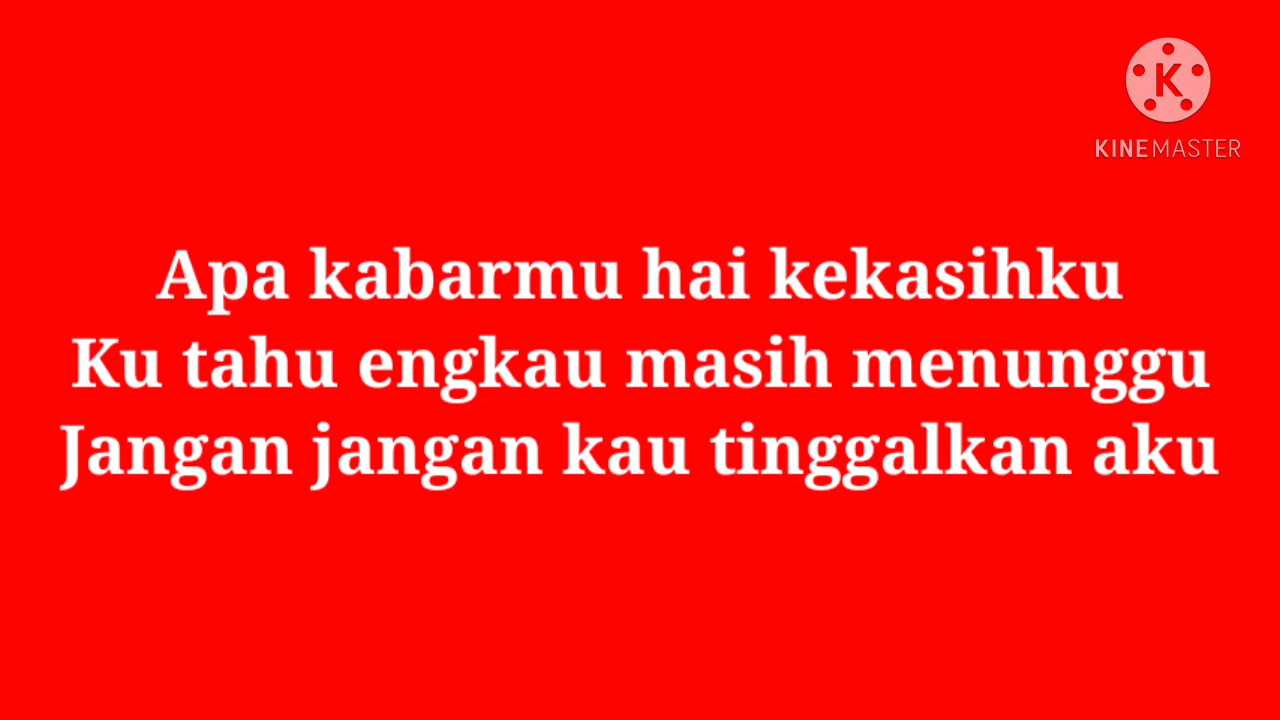 K
KINEMASTER
Apa kabarmu hai kekasihku
Ku tahu engkau masih menunggu
Jangan jangan kau tinggalkan aku